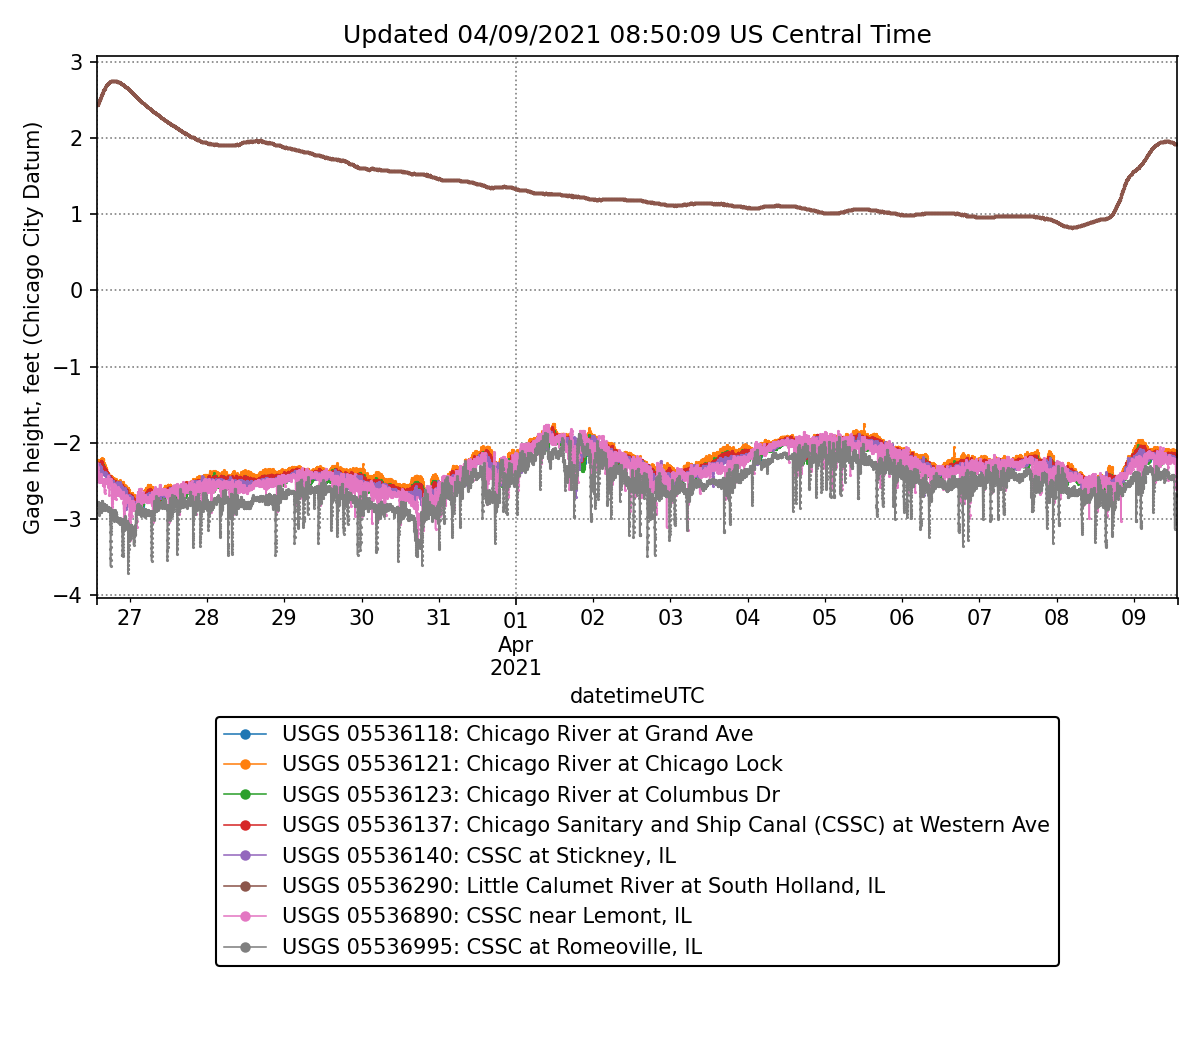 Updated 04/09/2021 08:50:09 US Central Time
Gage height, feet (Chicago City Datum)
3
2
1
0
−1
−2
−3
−4
27 28 29 30 31 01 02 03 04 05 06 07 08 09
Apr
2021
datetimeUTC
USGS 05536118: Chicago River at Grand Ave
USGS 05536121: Chicago River at Chicago Lock
USGS 05536123: Chicago River at Columbus Dr
USGS 05536137: Chicago Sanitary and Ship Canal (CSSC) at Western Ave
USGS 05536140: CSSC at Stickney, IL
USGS 05536290: Little Calumet River at South Holland, IL
USGS 05536890: CSSC near Lemont, IL
USGS 05536995: CSSC at Romeoville, IL